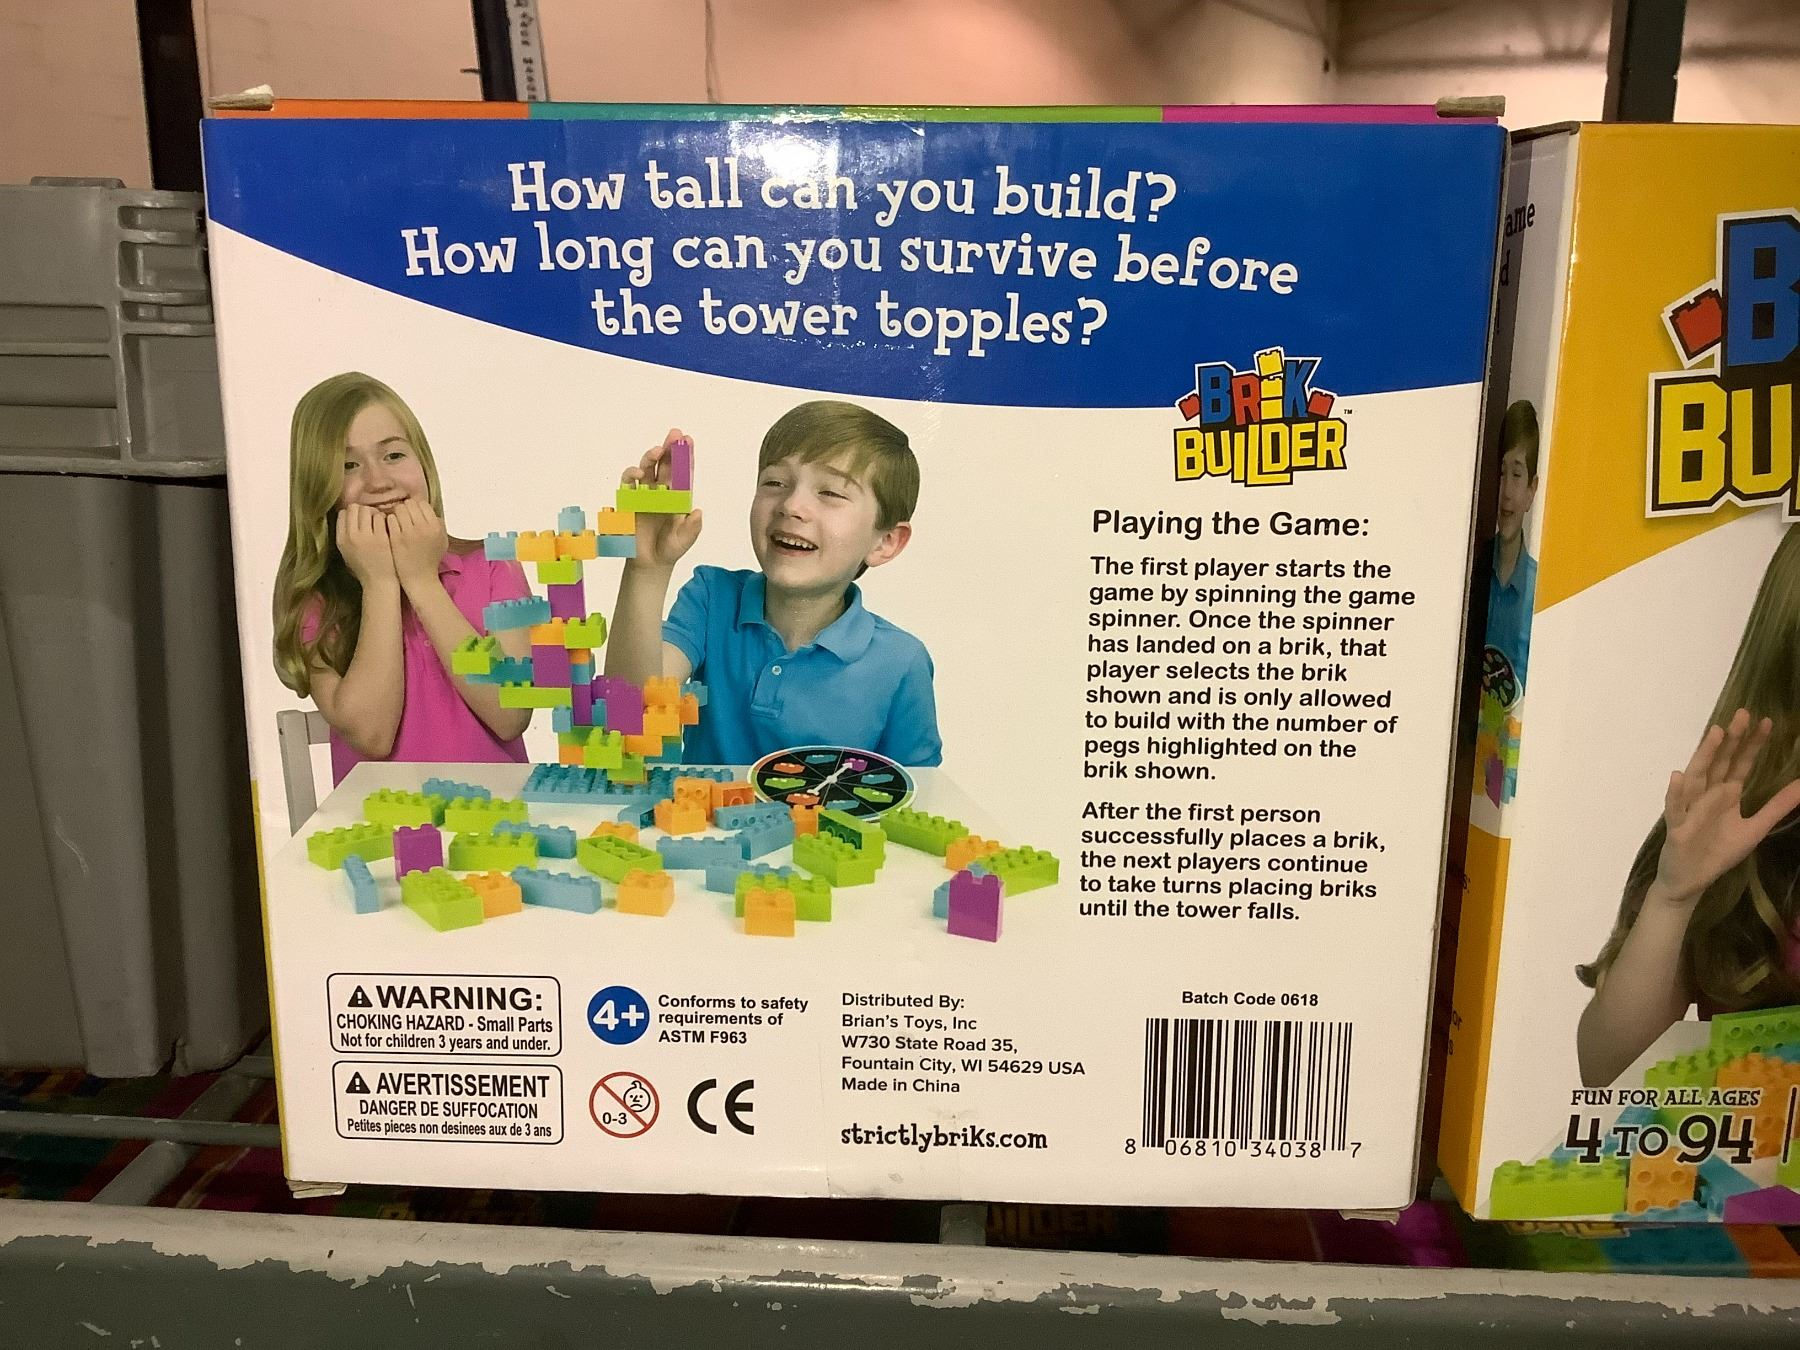 How tall can you build?
How long can you survive before
the tower topples?
BRIK
BUILDER
™
Playing the Game:
The first player starts the
game by spinning the game
spinner. Once the spinner
has landed on a brik, that
player selects the brik
shown and is only allowed
to build with the number of
pegs highlighted on the
brik shown.
After the first person
successfully places a brik,
the next players continue
to take turns placing briks
until the tower falls.
WARNING:
CHOKING HAZARD - Small Parts
Not for children 3 years and under.
AVERTISSEMENT
DANGER DE SUFFOCATION
Petites pieces non desinees aux de 3 ans
4+
Conforms to safety
requirements of
ASTM F963
0-3
CE
Distributed By:
Brian's Toys, Inc
W730 State Road 35,
Fountain City, WI 54629 USA
Made in China
strictlybriks.com
Batch Code 0618
8 06810 34038 7
ame
B
BU
FUN FOR ALL AGES
4 TO 94